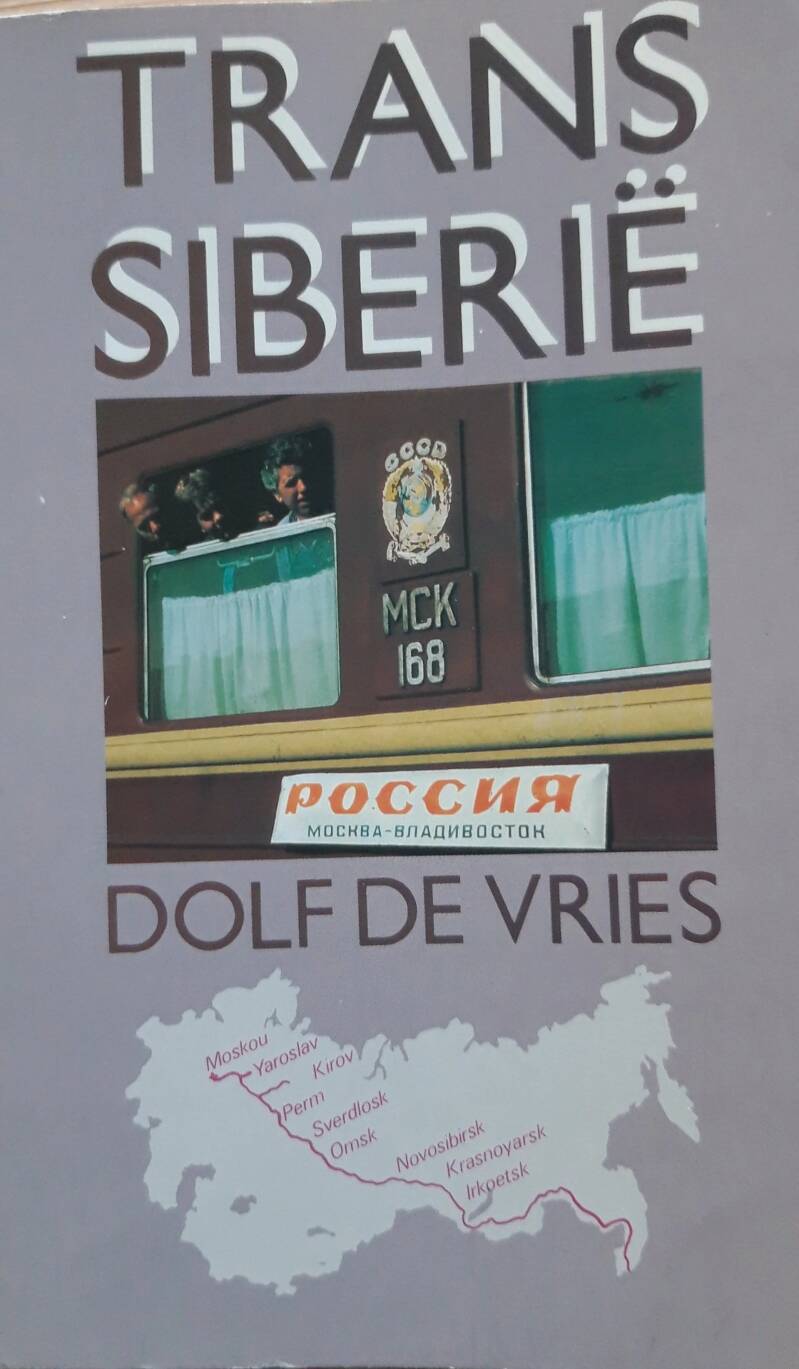 TRANS
SIBERIË
СССР
МСК
168
РОССИЯ
МОСКВА-ВЛАДИВОСТОК
DOLF DE VRIES
Moskou
Yaroslav
Kirov
Perm
Sverdlosk
Omsk
Novosibirsk
Krasnoyarsk
Irkoetsk